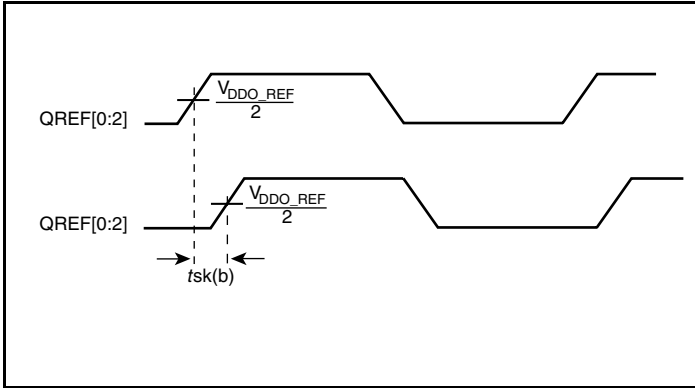 V_DDO_REF
2
QREF[0:2]
V_DDO_REF
2
QREF[0:2]
tsk(b)